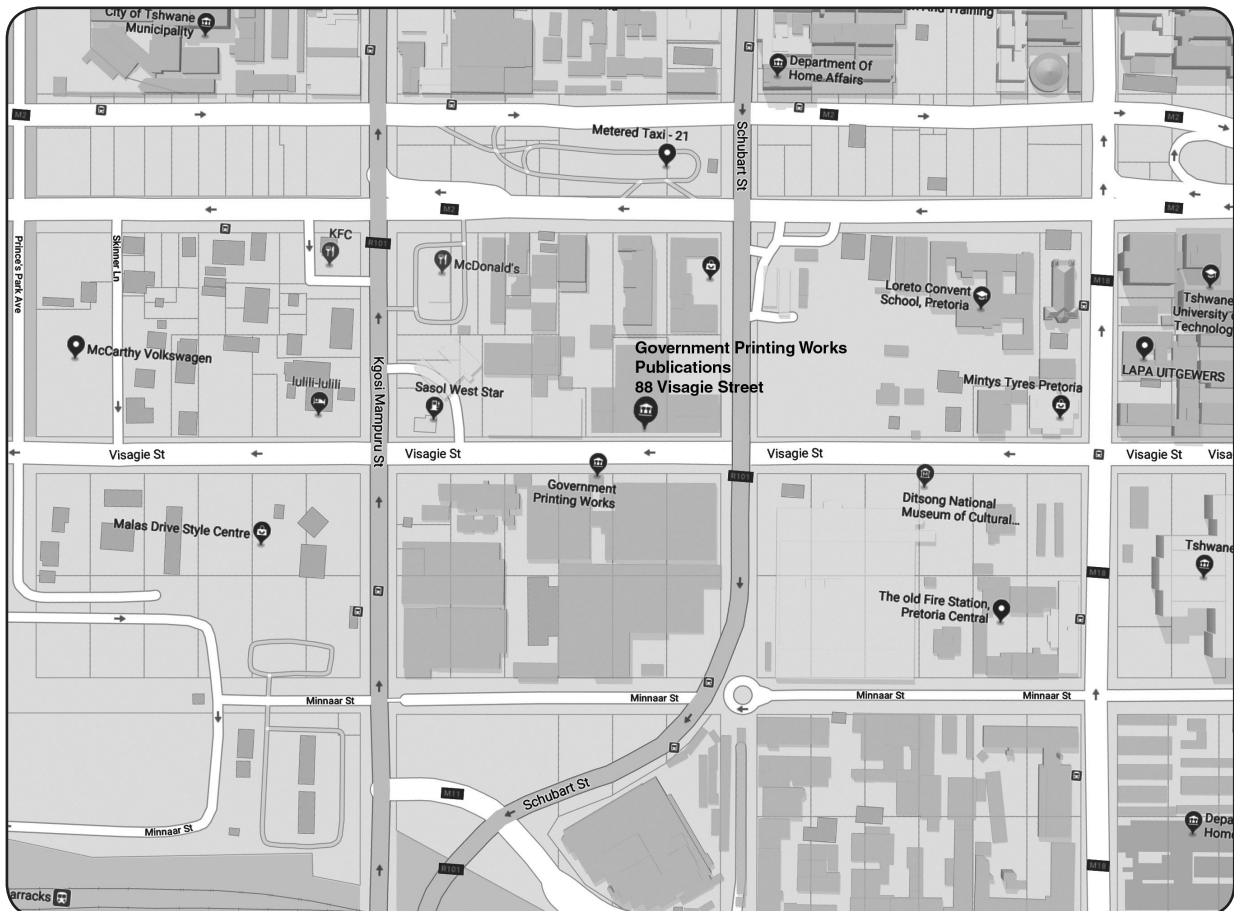 City of Tshwane
Municipality
And Training
Department Of
Home Affairs
M2
M2
M2
Metered Taxi - 21
Schubart St
M2
M2
KFC
R101
McDonald's
Prince's Park Ave
Skinner Ln
Loreto Convent
School, Pretoria
M18
Tshwane
University
Technolog
McCarthy Volkswagen
Government Printing Works
Publications
88 Visagie Street
LAPA UITGEWERS
lulili-lulili
Kgosi Mampuru St
Sasol West Star
Mintys Tyres Pretoria
Visagie St
Visagie St
Visagie St
Visagie St
Visa
R101
Government
Printing Works
Ditsong National
Museum of Cultural...
Malas Drive Style Centre
Tshwane
M18
The old Fire Station,
Pretoria Central
Minnaar St
Minnaar St
Minnaar St
Minnaar St
M11
Schubart St
Minnaar St
Depa
Home
R101
M18
arracks